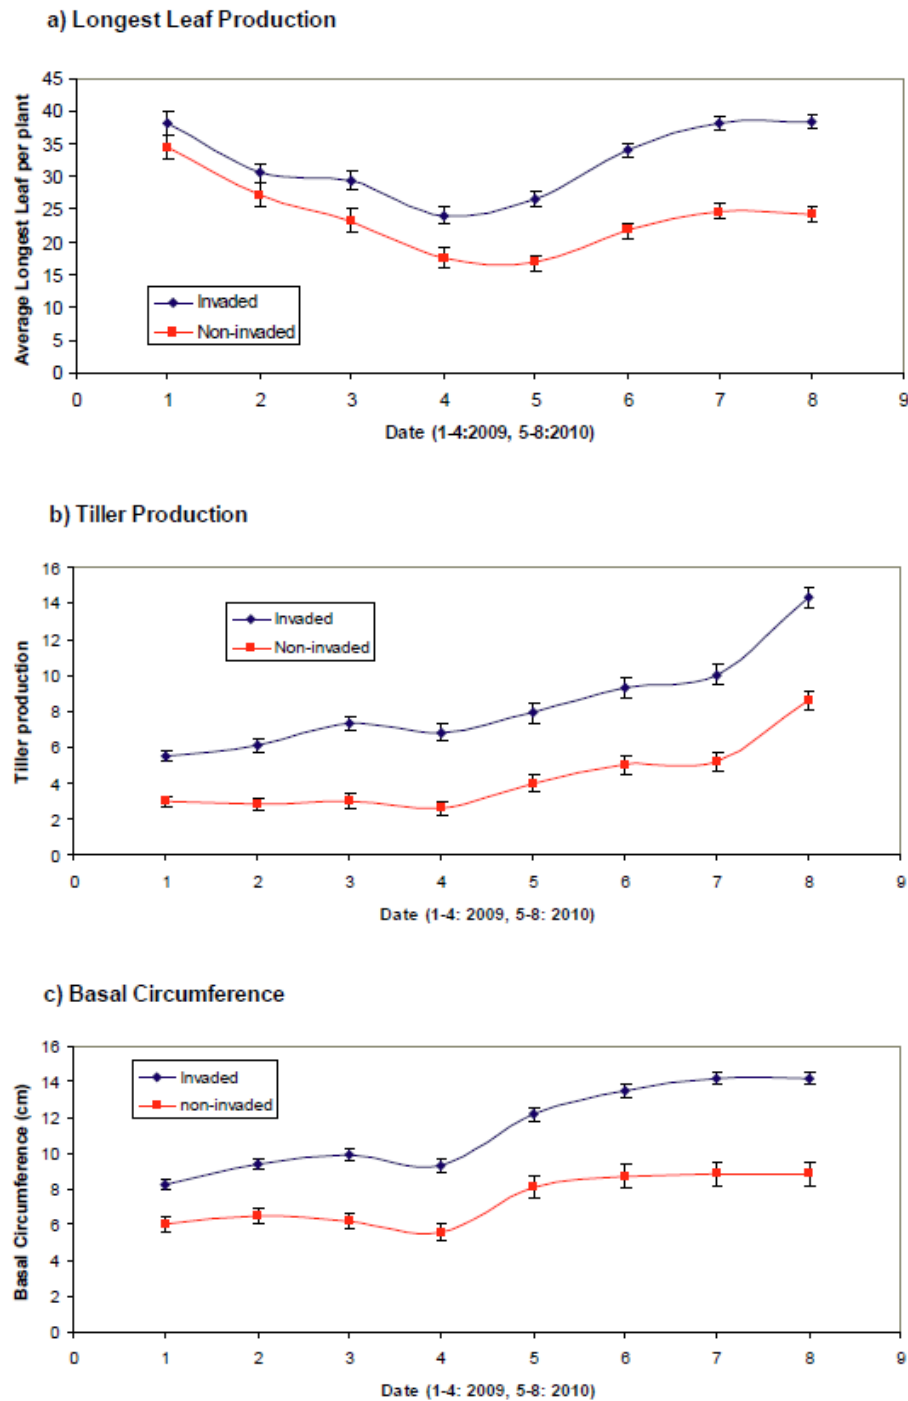 a) Longest Leaf Production
45
40
35
30
25
20
15
10
5
0
Average Longest Leaf per plant
Invaded
Non-invaded
0 1 2 3 4 5 6 7 8 9
Date (1-4:2009, 5-8:2010)
b) Tiller Production
16
14
12
10
8
6
4
2
0
Tiller production
Invaded
Non-invaded
0 1 2 3 4 5 6 7 8 9
Date (1-4: 2009, 5-8: 2010)
c) Basal Circumference
16
14
12
10
8
6
4
2
0
Basal Circumference (cm)
Invaded
non-invaded
0 1 2 3 4 5 6 7 8 9
Date (1-4: 2009, 5-8: 2010)